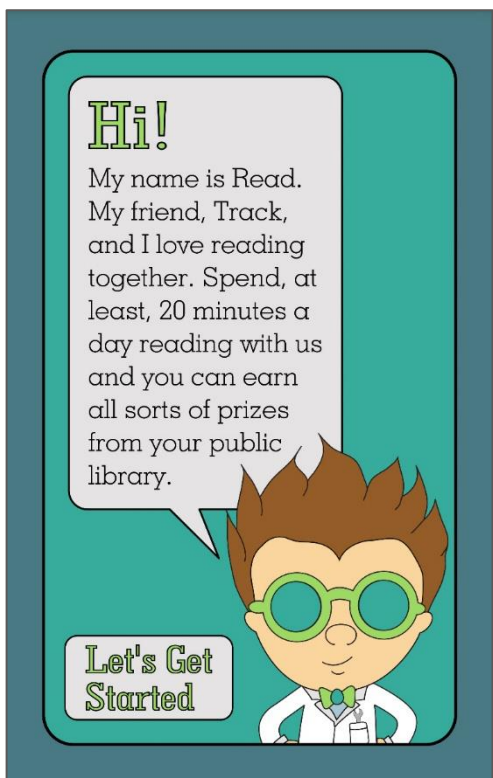 Hi!
My name is Read.
My friend, Track,
and I love reading
together. Spend, at
least, 20 minutes a
day reading with us
and you can earn
all sorts of prizes
from your public
library.
Let's Get
Started